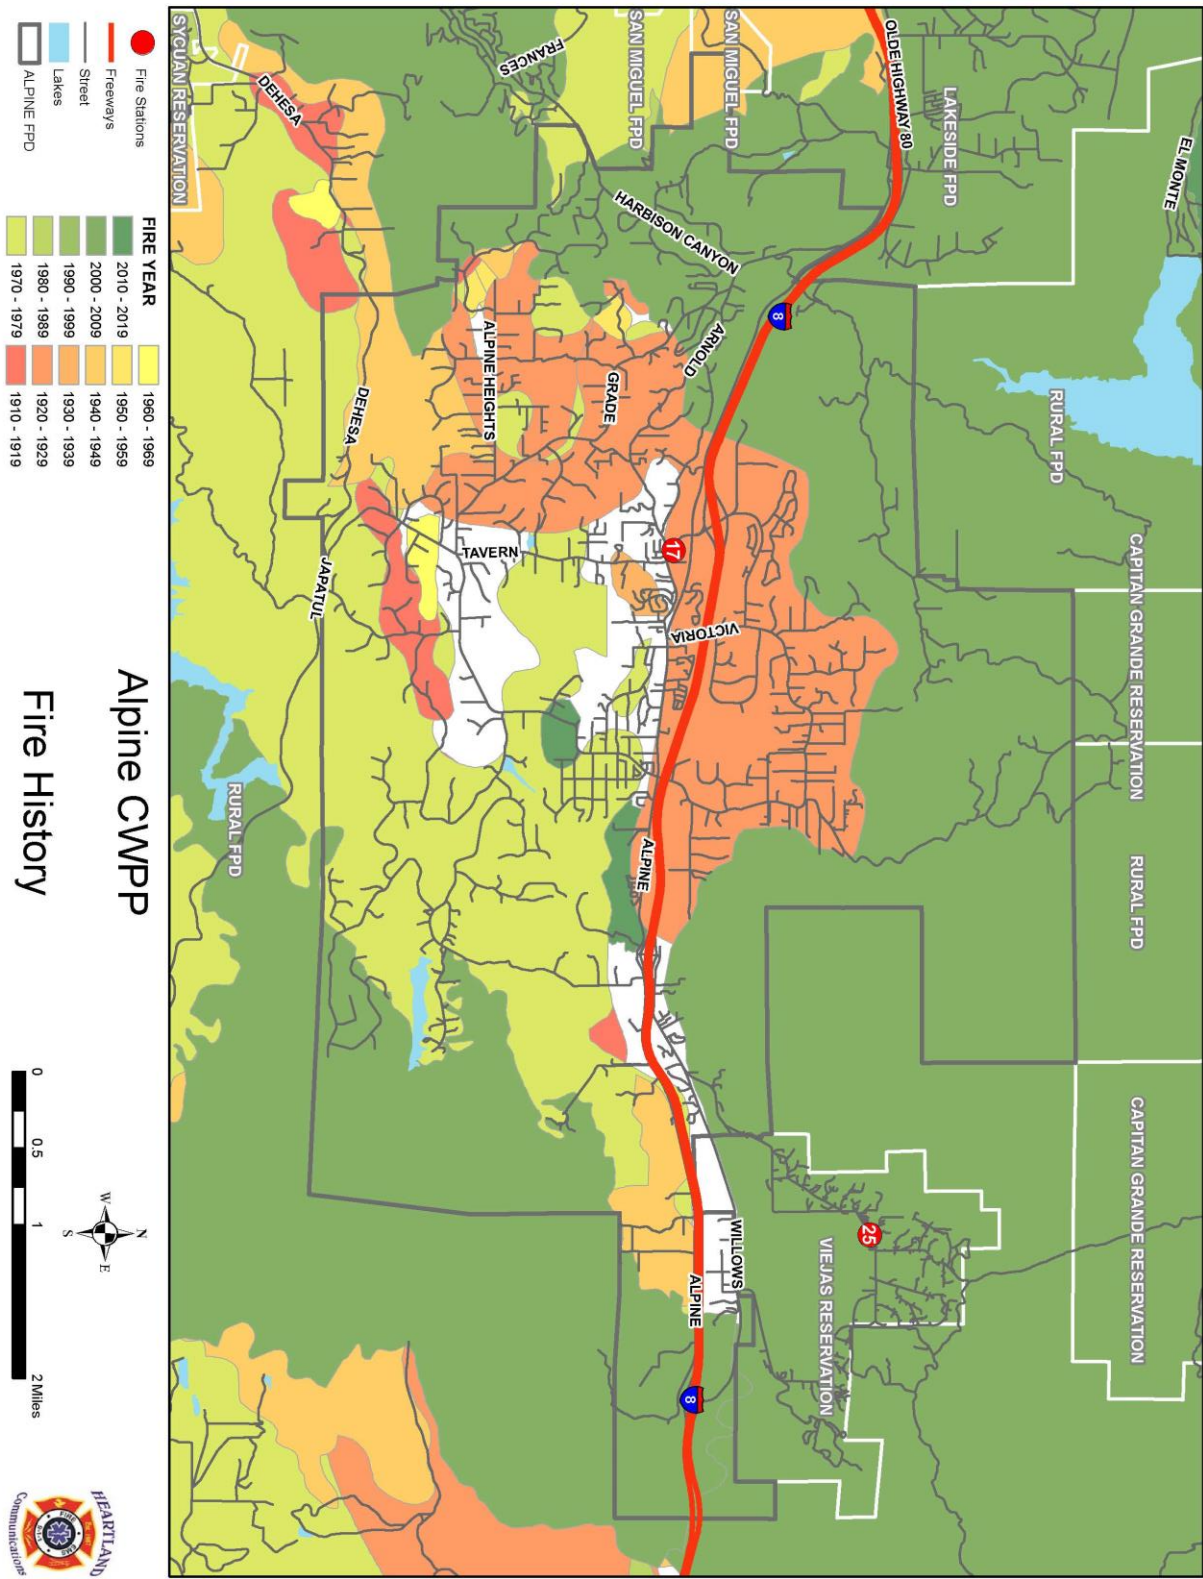 EL MONTE
LAKESIDE FPD
OLDE HIGHWAY 80
SAN MIGUEL FPD
SAN MIGUEL FPD
FRANCES
HARBISON CANYON
DEHESA
SYCUAN RESERVATION
RURAL FPD
CAPITAN GRANDE RESERVATION
RURAL FPD
CAPITAN GRANDE RESERVATION
8
ARNOLD
GRADE
ALPINE HEIGHTS
DEHESA
17
TAVERN
VICTORIA
JAPATUL
ALPINE
RURAL FPD
25
VIEJAS RESERVATION
WILLOWS
ALPINE
8
Fire Stations
Freeways
Street
Lakes
ALPINE FPD
FIRE YEAR
2010 - 2019
2000 - 2009
1990 - 1999
1980 - 1989
1970 - 1979
1960 - 1969
1950 - 1959
1940 - 1949
1930 - 1939
1920 - 1929
1910 - 1919
Alpine CWPP
Fire History
0 0.5 1 2 Miles
N
W E
S
HEARTLAND
FIRE
EMS
Communications